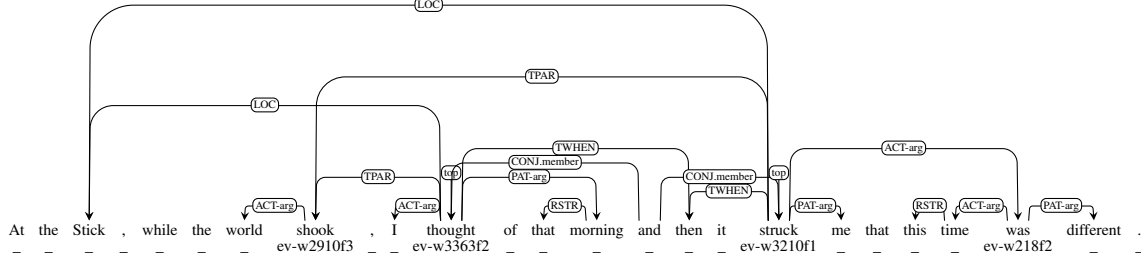 LOC
TPAR
LOC
TWHEN ACT-arg
CONJ.member
top top
TPAR PAT-arg CONJ.member
TWHEN
ACT-arg ACT-arg RSTR PAT-arg RSTR ACT-arg PAT-arg
At the Stick , while the world shook , I thought of that morning and then it struck me that this time was different .
_ _ _ _ _ _ _ ev-w2910f3 _ _ ev-w3363f2 _ _ _ _ _ _ ev-w3210f1 _ _ _ _ ev-w218f2 _ _